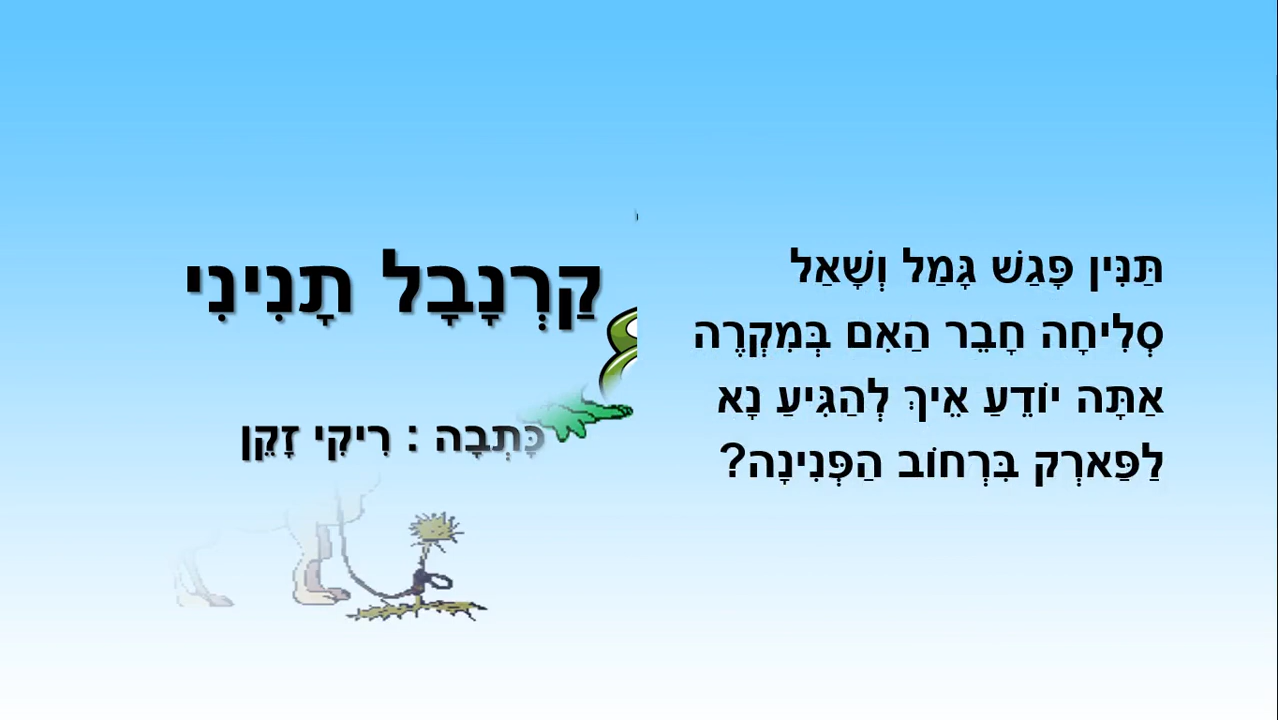 קַרְנָבָל תָנִינִי
כָּתְבָה : רִיקִי זָקֵן
תַּנִּין פָּגַשׁ גָּמַל וְשָׁאַל
סְלִיחָה חָבֵר הַאִם בְּמִקְרֶה
אַתָּה יוֹדֵעַ אֵיךְ לְהַגִּיעַ נָא
לַפַּארְק בִּרְחוֹב הַפְּנִינָה?